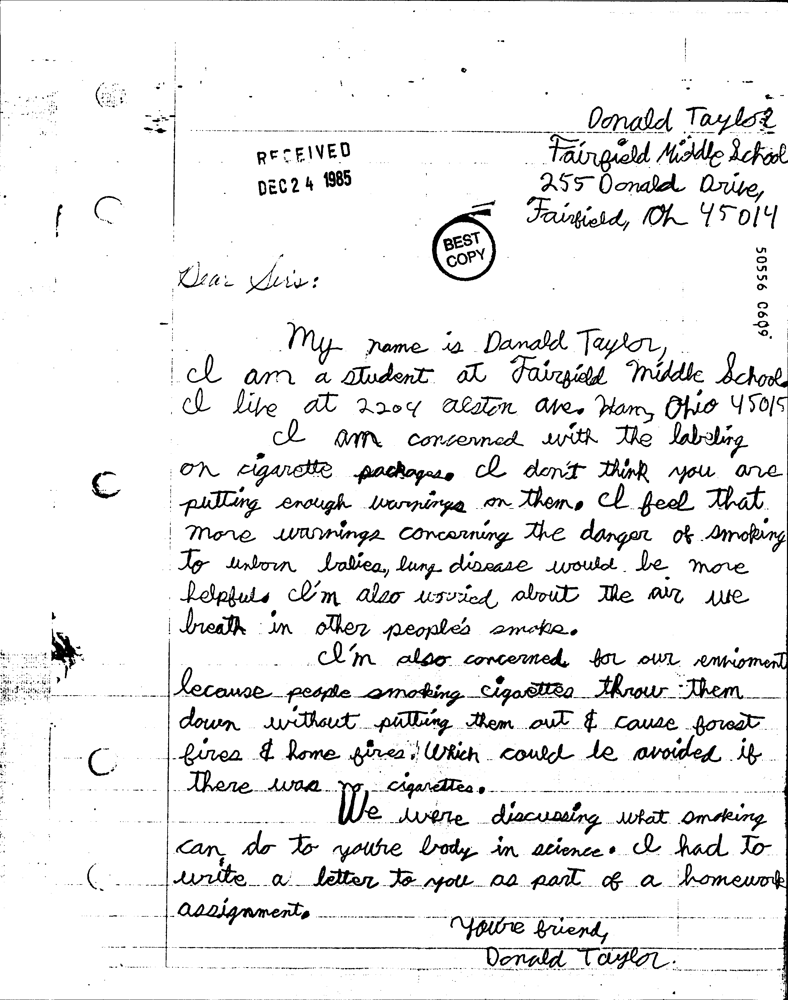 Donald Taylor
Fairfield Middle School
255 Donald Drive,
Fairfield, Oh 45014
RECEIVED
DEC 24 1985
BEST
COPY
50556 0609
Dear Sirs:
My name is Danald Taylor,
I am a student at Fairfield Middle School.
I live at 2204 alston ave. Ham, Ohio 45015
I am concerned with the labeling
on cigarette packages. I don't think you are
putting enough warnings on them. I feel that
more warnings concerning the danger of smoking
to unborn babies, lung disease would be more
helpful. I'm also worried about the air we
breath in other people's smoke.
I'm also concerned for our envioment
because people smoking cigarettes throw them
down without putting them out & cause forest
fires & home fires. Which could be avoided if
there was no cigarettes.
We were discussing what smoking
can do to you're body in science. I had to
write a letter to you as part of a homework
assignment.
You're friend,
Donald Taylor.